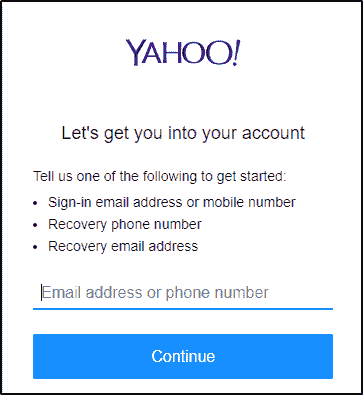 YAHOO!
Let's get you into your account
Tell us one of the following to get started:
• Sign-in email address or mobile number
• Recovery phone number
• Recovery email address
Email address or phone number
Continue